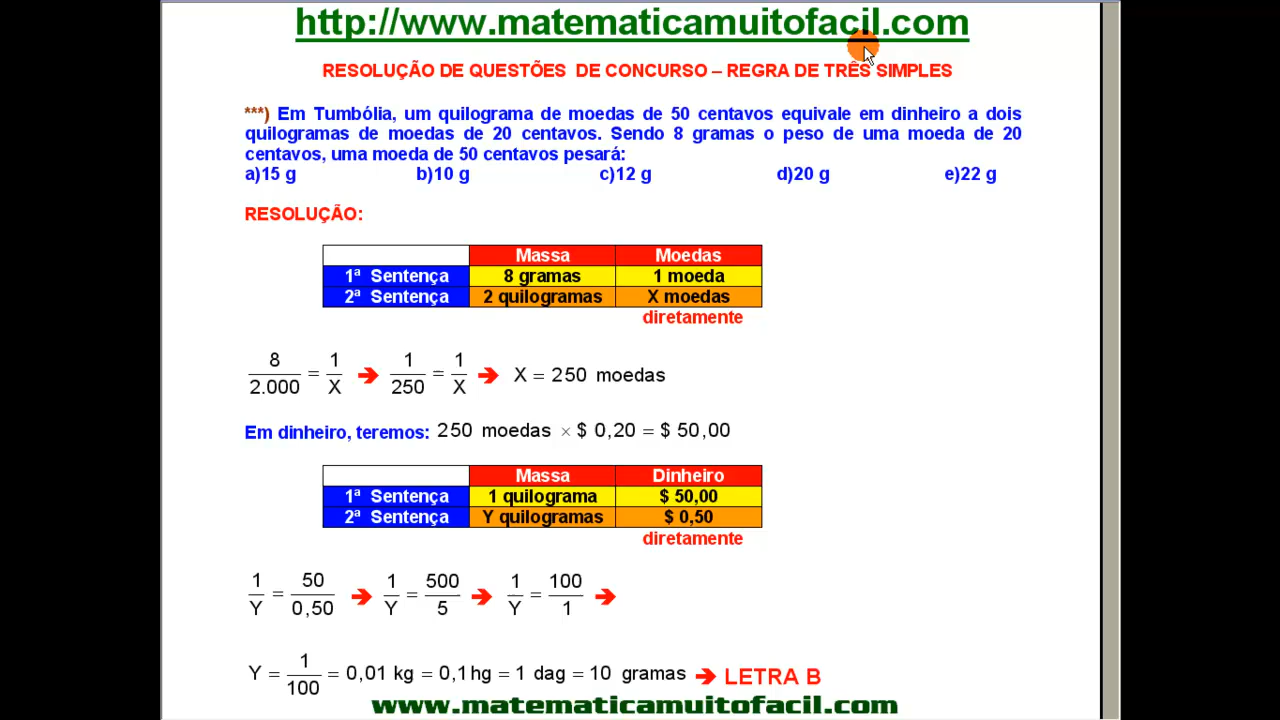 http://www.matematicamuitofacil.com
RESOLUÇÃO DE QUESTÕES DE CONCURSO – REGRA DE TRÊS SIMPLES
***) Em Tumbólia, um quilograma de moedas de 50 centavos equivale em dinheiro a dois
quilogramas de moedas de 20 centavos. Sendo 8 gramas o peso de uma moeda de 20
centavos, uma moeda de 50 centavos pesará:
a)15 g b)10 g c)12 g d)20 g e)22 g
RESOLUÇÃO:
Massa Moedas
1ª Sentença 8 gramas 1 moeda
2ª Sentença 2 quilogramas X moedas
diretamente
8/2.000 = 1/X ➔ 1/250 = 1/X ➔ X = 250 moedas
Em dinheiro, teremos: 250 moedas × $ 0,20 = $ 50,00
Massa Dinheiro
1ª Sentença 1 quilograma $ 50,00
2ª Sentença Y quilogramas $ 0,50
diretamente
1/Y = 50/0,50 ➔ 1/Y = 500/5 ➔ 1/Y = 100/1 ➔
Y = 1/100 = 0,01 kg = 0,1 hg = 1 dag = 10 gramas ➔ LETRA B
www.matematicamuitofacil.com